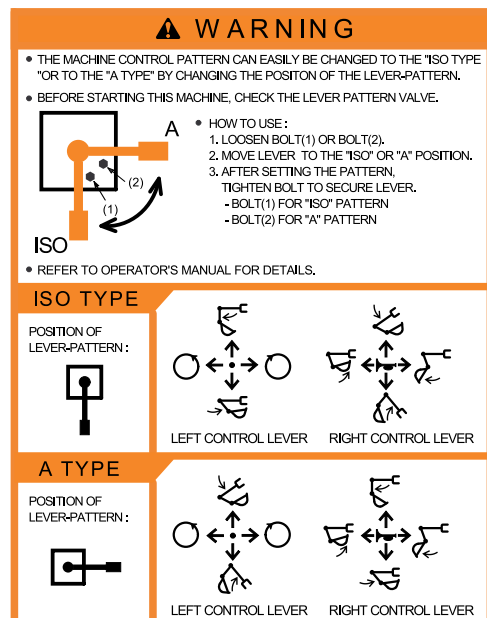 WARNING
• THE MACHINE CONTROL PATTERN CAN EASILY BE CHANGED TO THE "ISO TYPE
"OR TO THE "A TYPE" BY CHANGING THE POSITON OF THE LEVER-PATTERN.
• BEFORE STARTING THIS MACHINE, CHECK THE LEVER PATTERN VALVE.
A
(2)
(1)
ISO
• HOW TO USE :
1. LOOSEN BOLT(1) OR BOLT(2).
2. MOVE LEVER TO THE "ISO" OR "A" POSITION.
3. AFTER SETTING THE PATTERN,
TIGHTEN BOLT TO SECURE LEVER.
- BOLT(1) FOR "ISO" PATTERN
- BOLT(2) FOR "A" PATTERN
• REFER TO OPERATOR'S MANUAL FOR DETAILS.
ISO TYPE
POSITION OF
LEVER-PATTERN :
LEFT CONTROL LEVER
RIGHT CONTROL LEVER
A TYPE
POSITION OF
LEVER-PATTERN :
LEFT CONTROL LEVER
RIGHT CONTROL LEVER